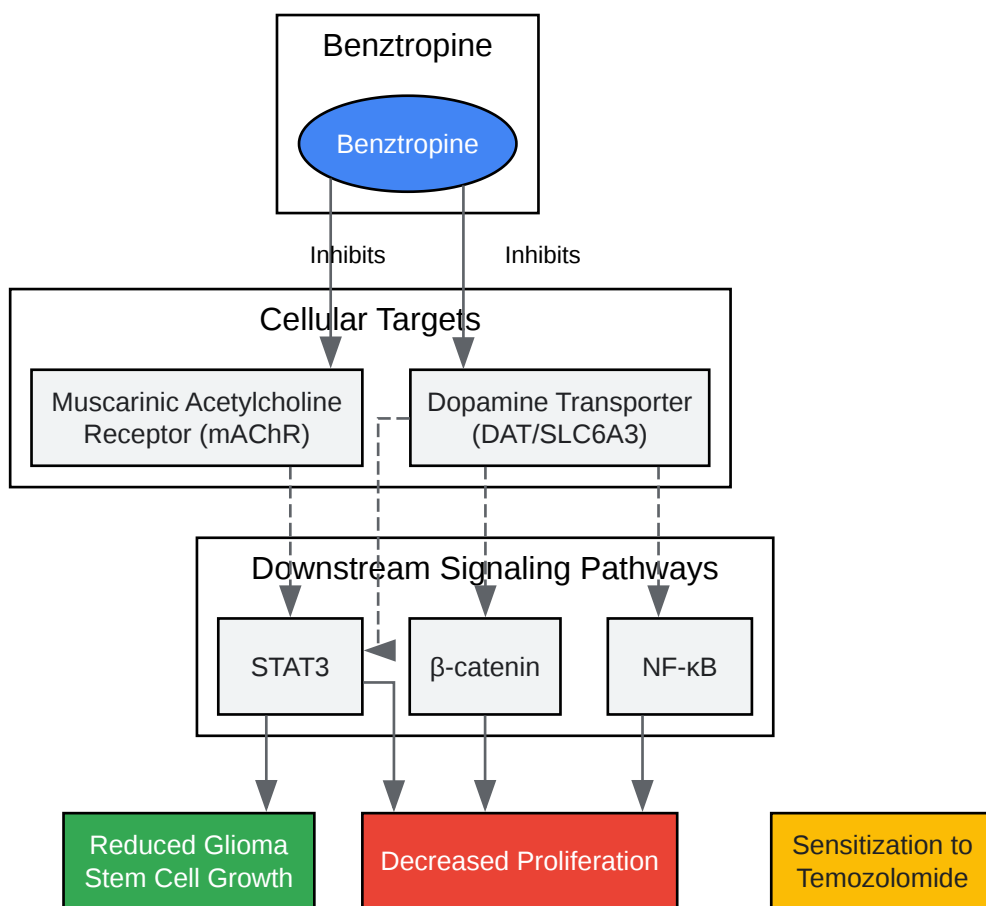 Benztropine
Benztropine
Inhibits
Inhibits
Cellular Targets
Muscarinic Acetylcholine
Receptor (mAChR)
Dopamine Transporter
(DAT/SLC6A3)
Downstream Signaling Pathways
STAT3
β-catenin
NF-κB
Reduced Glioma
Stem Cell Growth
Decreased Proliferation
Sensitization to
Temozolomide